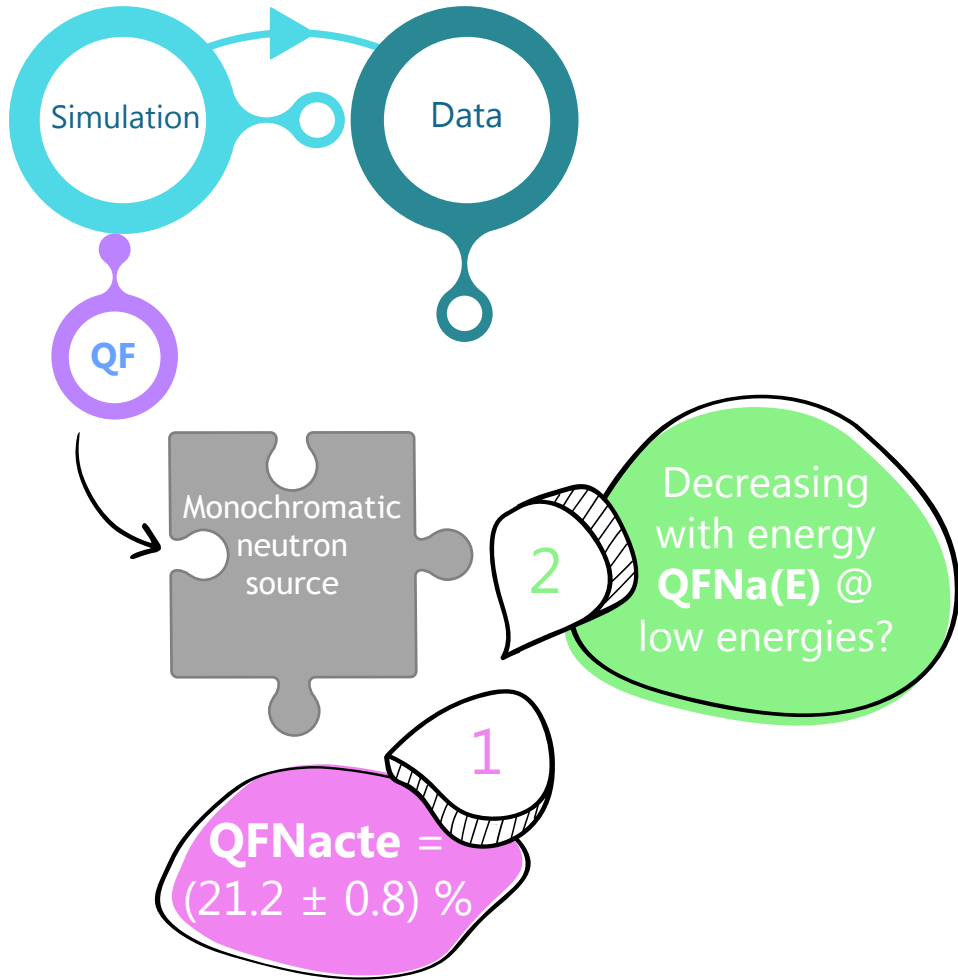 Simulation
Data
QF
Monochromatic
neutron
source
2
Decreasing
with energy
QFNa(E) @
low energies?
1
QFNacte =
(21.2 ± 0.8) %